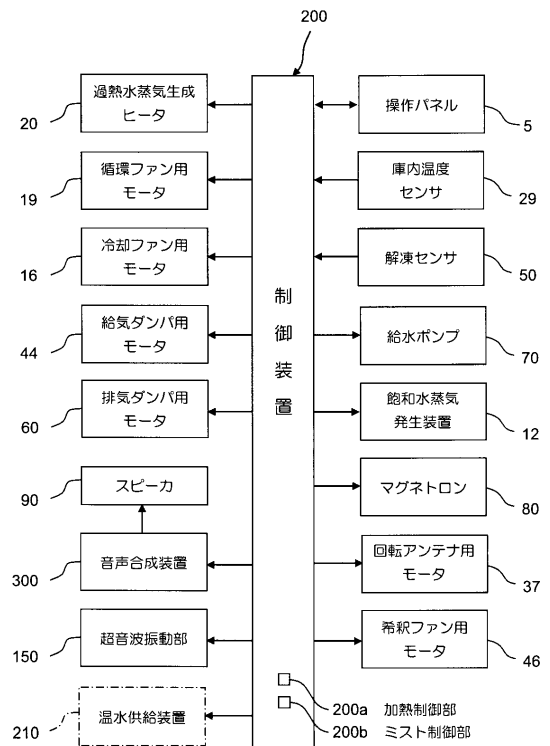 200
過熱水蒸気生成
ヒータ
20
循環ファン用
モータ
19
冷却ファン用
モータ
16
給気ダンパ用
モータ
44
排気ダンパ用
モータ
60
スピーカ
90
音声合成装置
300
超音波振動部
150
温水供給装置
210
制御装置
操作パネル
5
庫内温度
センサ
29
解凍センサ
50
給水ポンプ
70
飽和水蒸気
発生装置
12
マグネトロン
80
回転アンテナ用
モータ
37
希釈ファン用
モータ
46
200a 加熱制御部
200b ミスト制御部